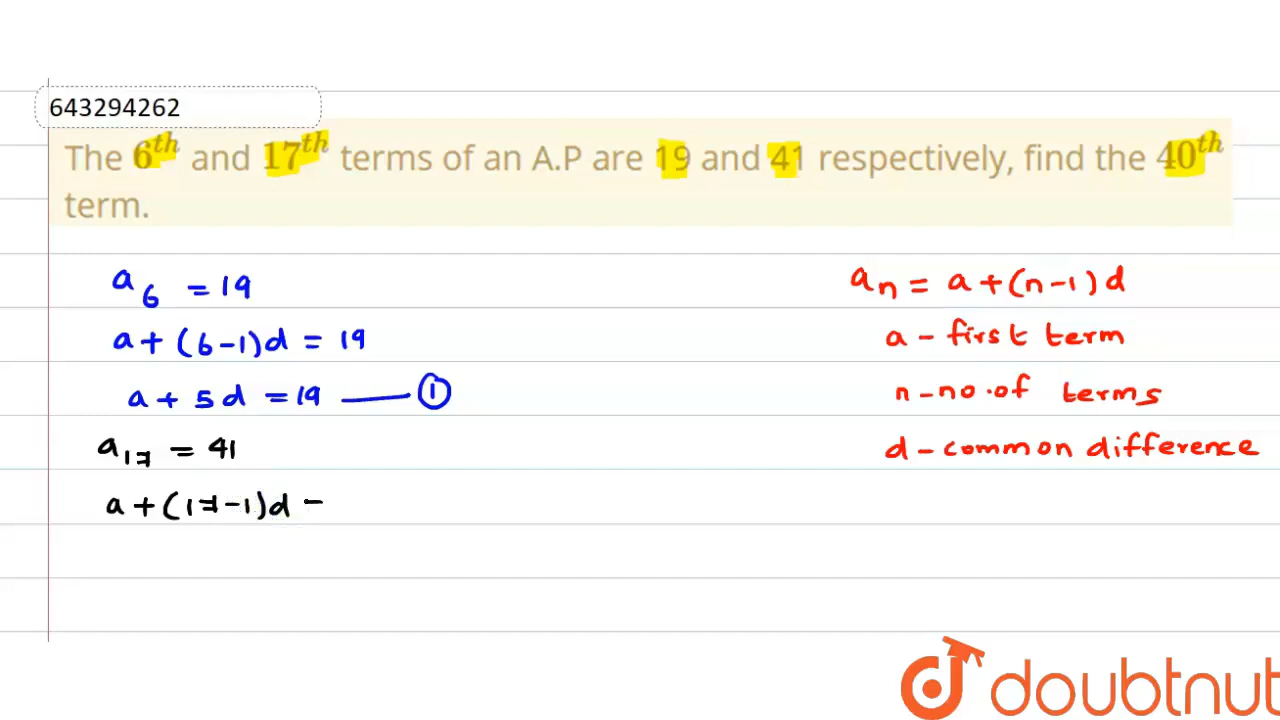 643294262
The 6th and 17th terms of an A.P are 19 and 41 respectively, find the 40th
term.
a6 = 19
a + (6-1)d = 19
a + 5d = 19 —— ①
a17 = 41
a + (17-1)d =
an = a + (n-1)d
a - first term
n - no. of terms
d - common difference
doubtnut